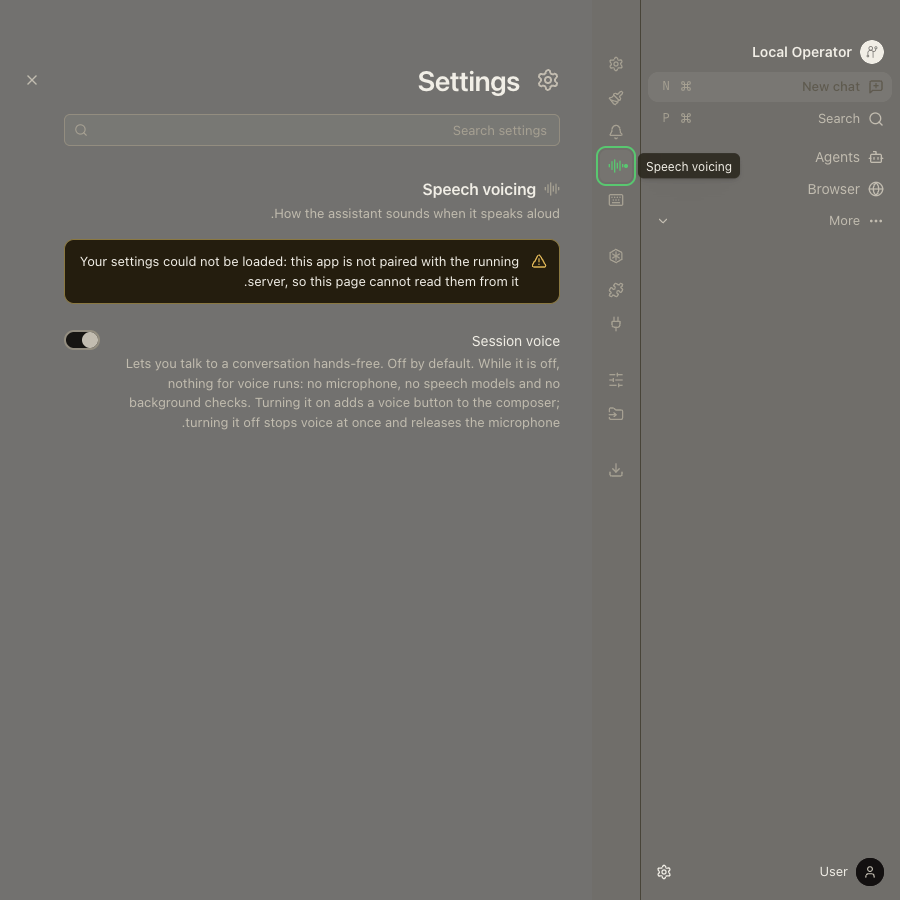 Local Operator
New chat
⌘ N
Search
⌘ P
Agents
Browser
More
User
Speech voicing
Settings
Search settings
Speech voicing
How the assistant sounds when it speaks aloud.
Your settings could not be loaded: this app is not paired with the running
server, so this page cannot read them from it.
Session voice
Lets you talk to a conversation hands-free. Off by default. While it is off,
nothing for voice runs: no microphone, no speech models and no
background checks. Turning it on adds a voice button to the composer;
turning it off stops voice at once and releases the microphone.